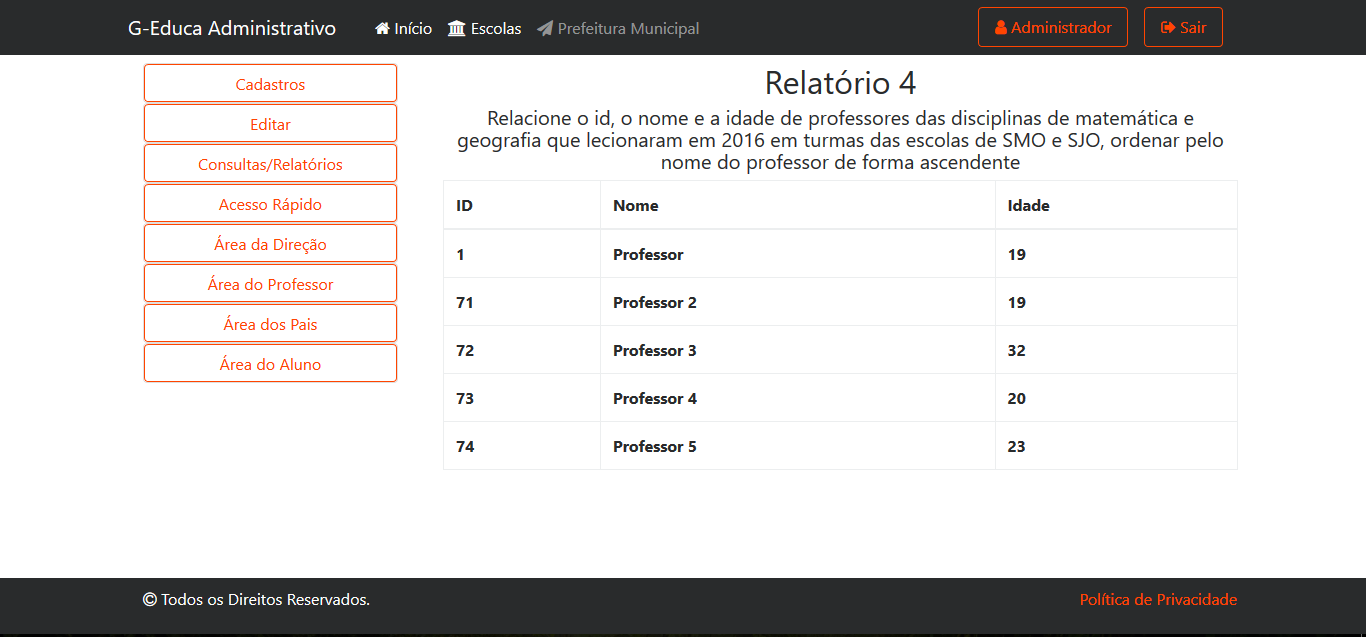 G-Educa Administrativo Início Escolas Prefeitura Municipal Administrador Sair
Cadastros
Editar
Consultas/Relatórios
Acesso Rápido
Área da Direção
Área do Professor
Área dos Pais
Área do Aluno
Relatório 4
Relacione o id, o nome e a idade de professores das disciplinas de matemática e
geografia que lecionaram em 2016 em turmas das escolas de SMO e SJO, ordenar pelo
nome do professor de forma ascendente
ID Nome Idade
1 Professor 19
71 Professor 2 19
72 Professor 3 32
73 Professor 4 20
74 Professor 5 23
© Todos os Direitos Reservados. Política de Privacidade